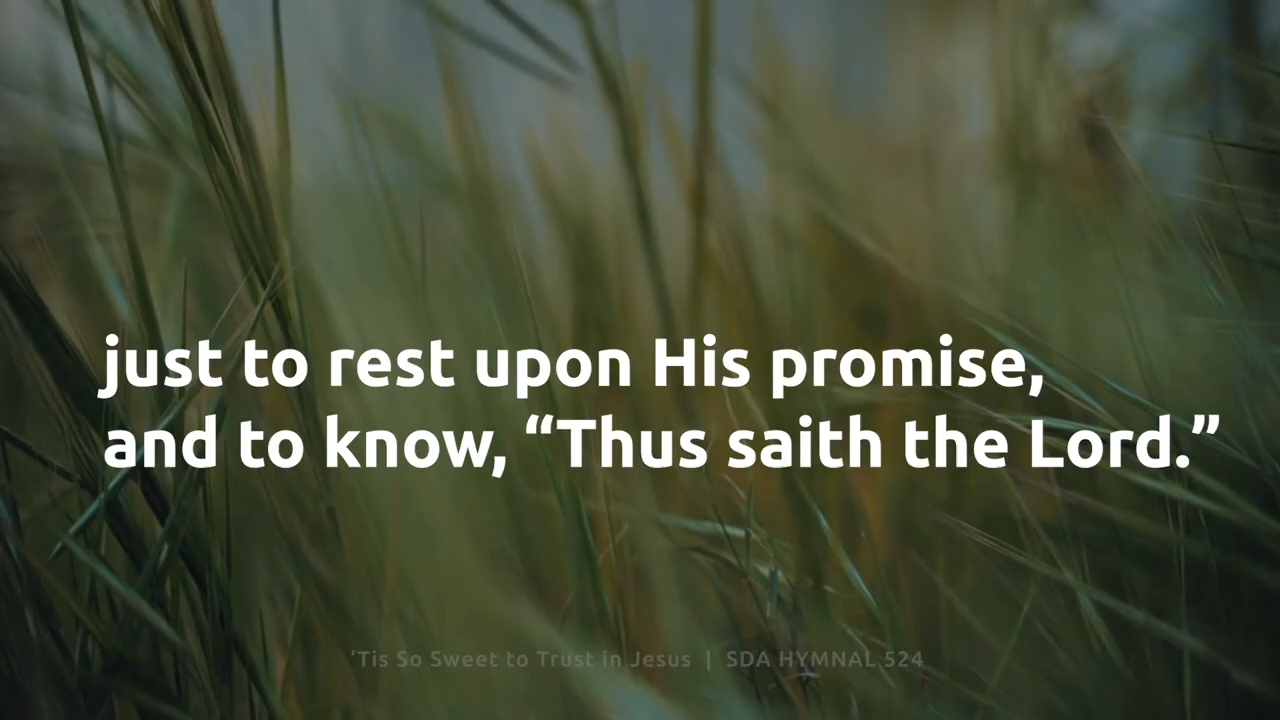 just to rest upon His promise,
and to know, “Thus saith the Lord.”
’Tis So Sweet to Trust in Jesus | SDA HYMNAL 524